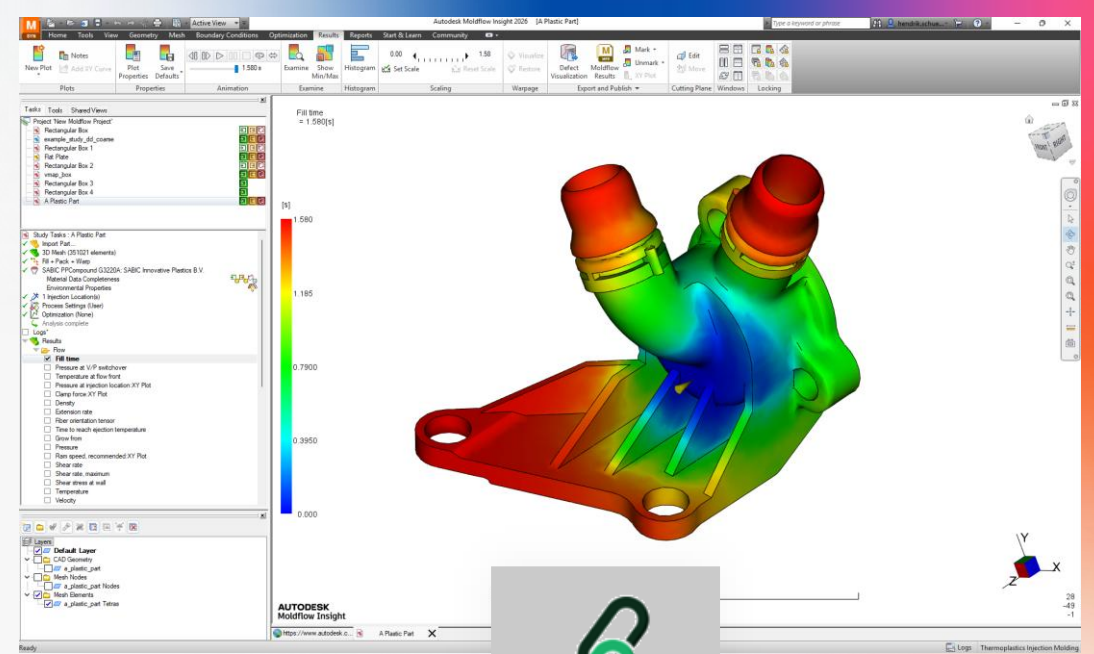 Active View
Autodesk Moldflow Insight 2026 [A Plastic Part]
Type a keyword or phrase
hendrik.schue...
Home Tools View Geometry Mesh Boundary Conditions Optimization Results Reports Start & Learn Community
Notes
New Plot
Add XY Curve
Plot Properties
Save Defaults
1.580 s
Examine
Show Min/Max
Histogram
0.00
1.58
Set Scale
Reset Scale
Visualize
Restore
Defect Visualization
Moldflow Results
Mark
Unmark
XY Plot
Edit
Move
Plots
Properties
Animation
Examine
Histogram
Scaling
Warpage
Export and Publish
Cutting Plane
Windows
Locking
Tasks Tools Shared Views
Project 'New Moldflow Project'
Rectangular Box
example_study_dd_coarse
Rectangular Box 1
Flat Plate
Rectangular Box 2
vmap_box
Rectangular Box 3
Rectangular Box 4
A Plastic Part
Study Tasks : A Plastic Part
Import Part...
3D Mesh (351021 elements)
Fill + Pack + Warp
SABIC PPCompound G3220A: SABIC Innovative Plastics B.V.
Material Data Completeness
Environmental Properties
1 Injection Location(s)
Process Settings (User)
Optimization (None)
Analysis complete
Logs*
Results
Flow
Fill time
Pressure at V/P switchover
Temperature at flow front
Pressure at injection location:XY Plot
Clamp force:XY Plot
Density
Extension rate
Fiber orientation tensor
Time to reach ejection temperature
Grow from
Pressure
Ram speed, recommended:XY Plot
Shear rate
Shear rate, maximum
Shear stress at wall
Temperature
Velocity
Layers
Default Layer
CAD Geometry
a_plastic_part
Mesh Nodes
a_plastic_part Nodes
Mesh Elements
a_plastic_part Tetras
Fill time
= 1.580[s]
[s]
1.580
1.185
0.7900
0.3950
0.000
FRONT
RIGHT
Y
X
Z
28
-49
-1
AUTODESK
Moldflow Insight
https://www.autodesk.c...
A Plastic Part
Ready
Logs
Thermoplastics Injection Molding